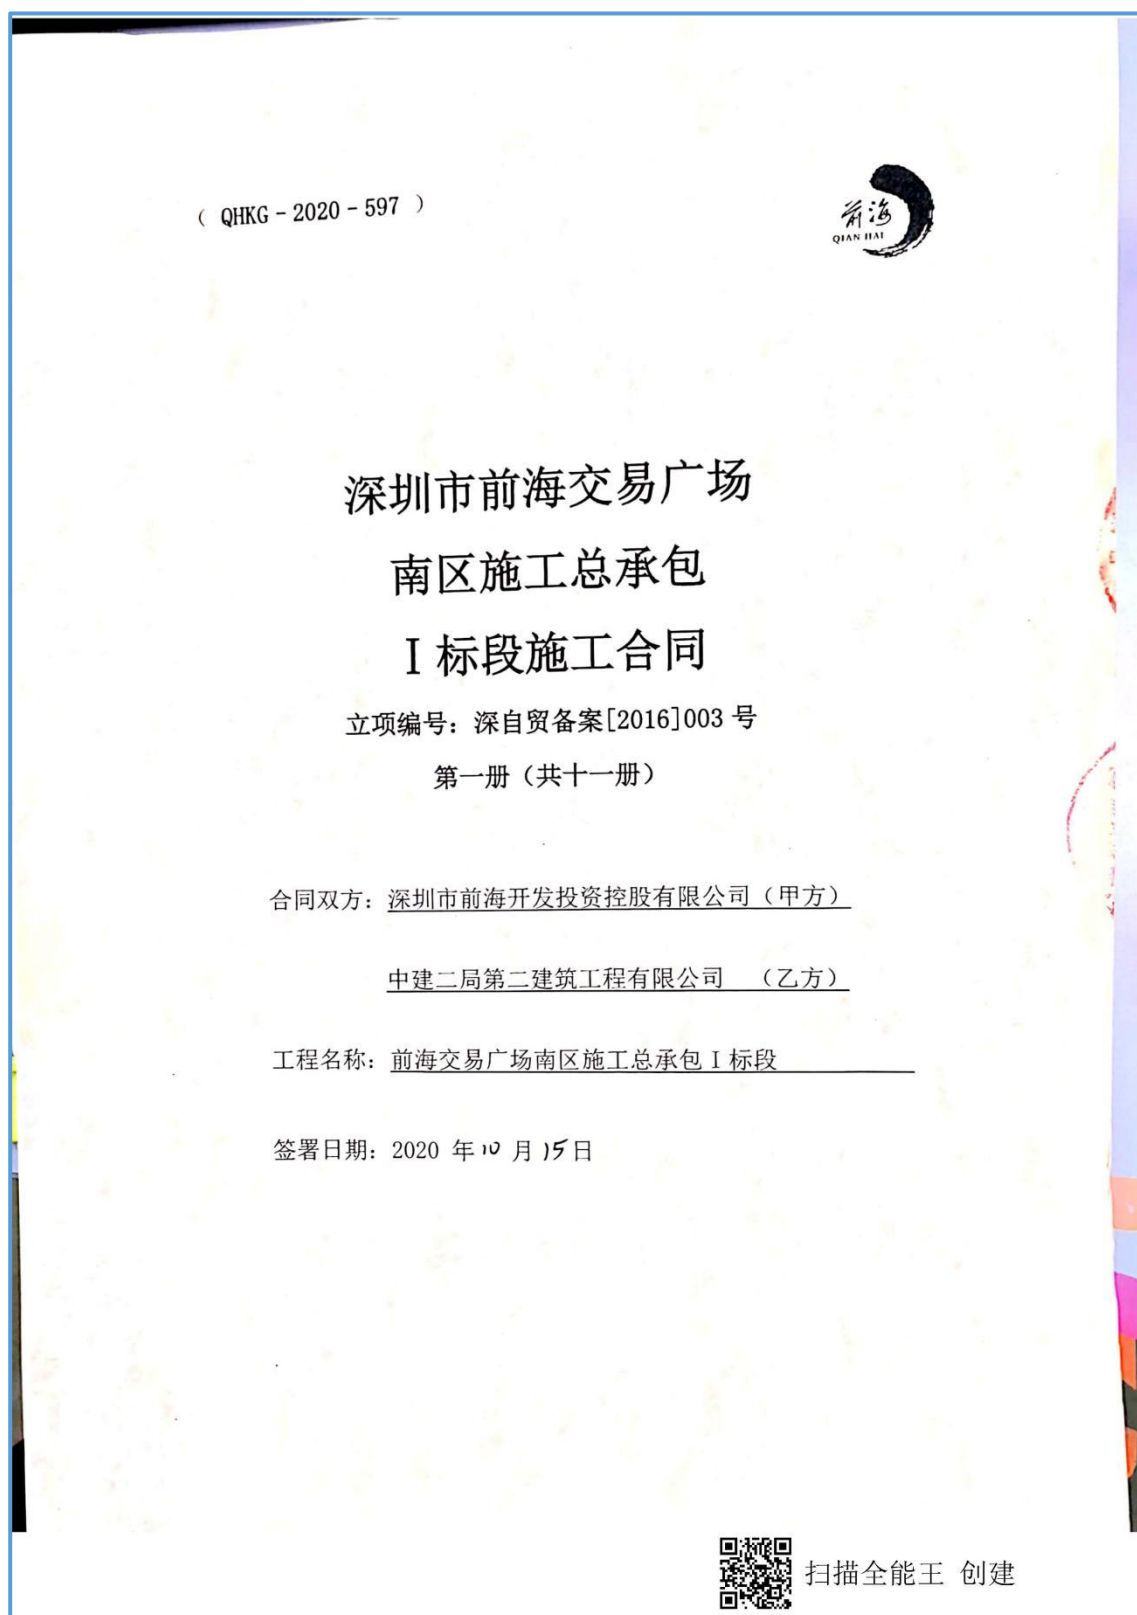 （ QHKG－2020－597 ）
前海
QIAN HAI
深圳市前海交易广场
南区施工总承包
Ⅰ标段施工合同
立项编号：深自贸备案[2016]003 号
第一册（共十一册）
合同双方：深圳市前海开发投资控股有限公司（甲方）
中建二局第二建筑工程有限公司 （乙方）
工程名称：前海交易广场南区施工总承包Ⅰ标段
签署日期：2020 年 10 月 15 日
扫描全能王 创建